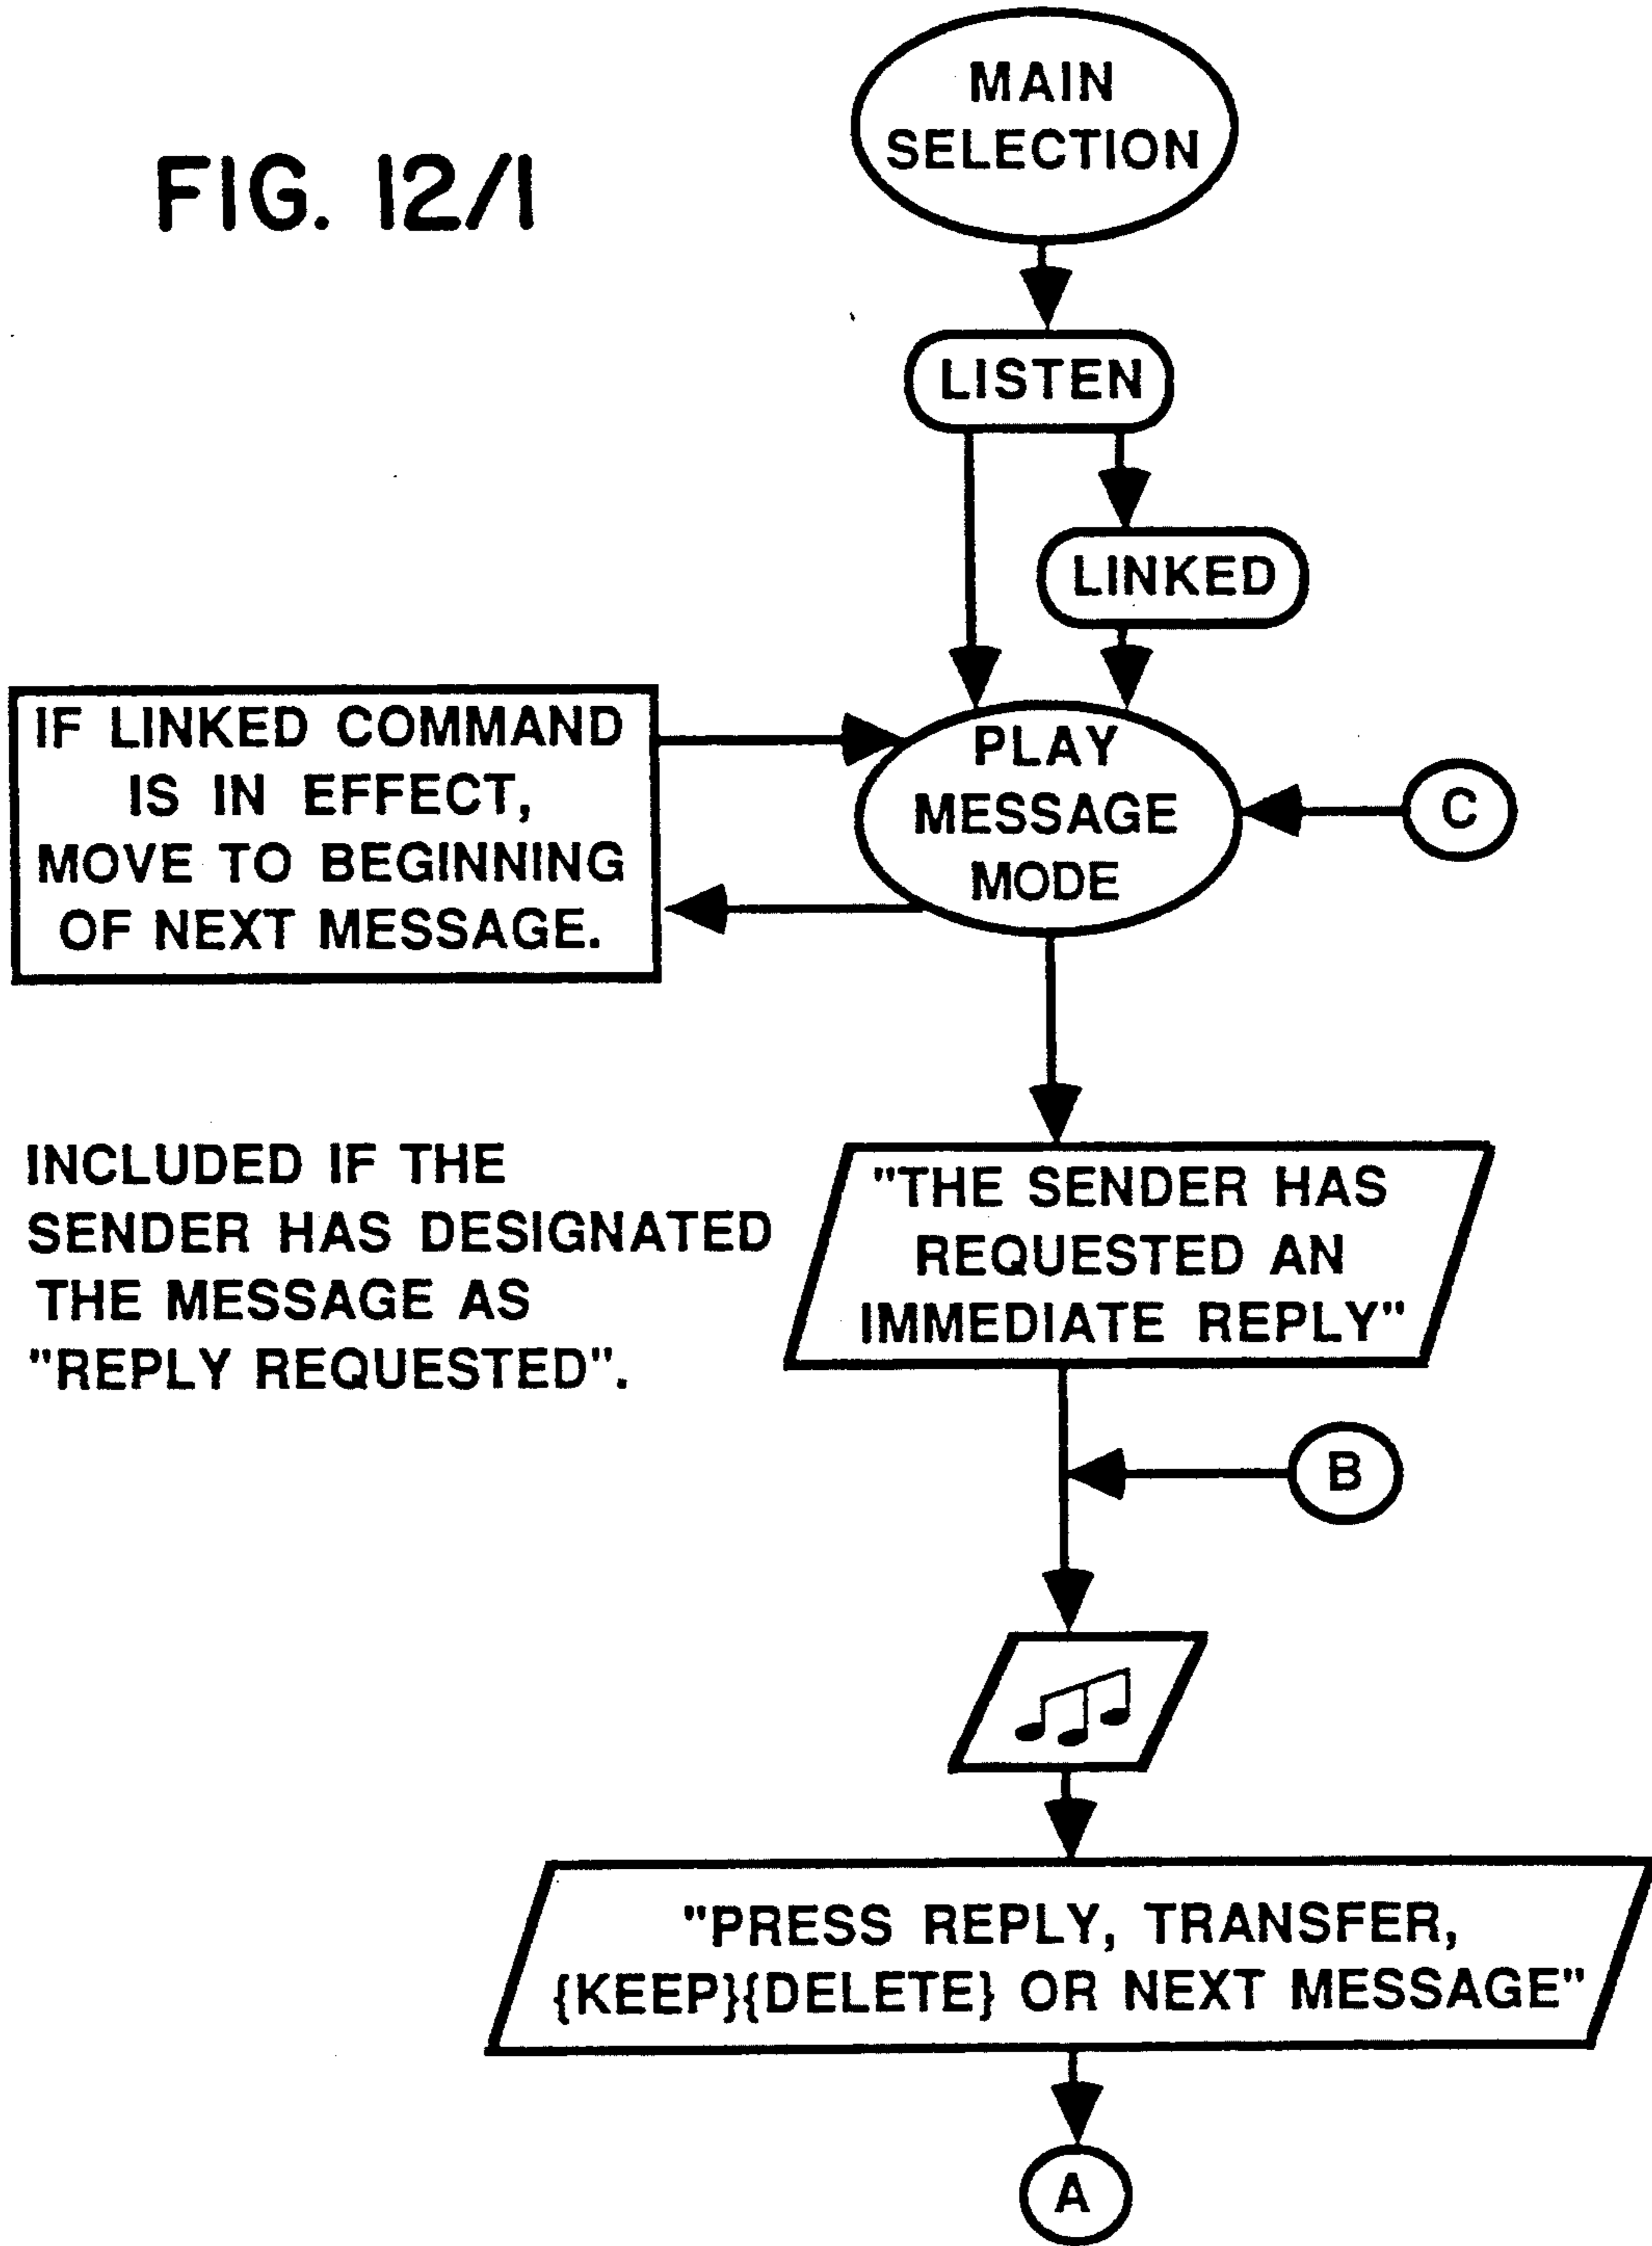 FIG. 12/1
MAIN
SELECTION
LISTEN
LINKED
IF LINKED COMMAND
IS IN EFFECT,
MOVE TO BEGINNING
OF NEXT MESSAGE.
PLAY
MESSAGE
MODE
C
INCLUDED IF THE
SENDER HAS DESIGNATED
THE MESSAGE AS
"REPLY REQUESTED".
"THE SENDER HAS
REQUESTED AN
IMMEDIATE REPLY"
B
"PRESS REPLY, TRANSFER,
{KEEP}{DELETE} OR NEXT MESSAGE"
A